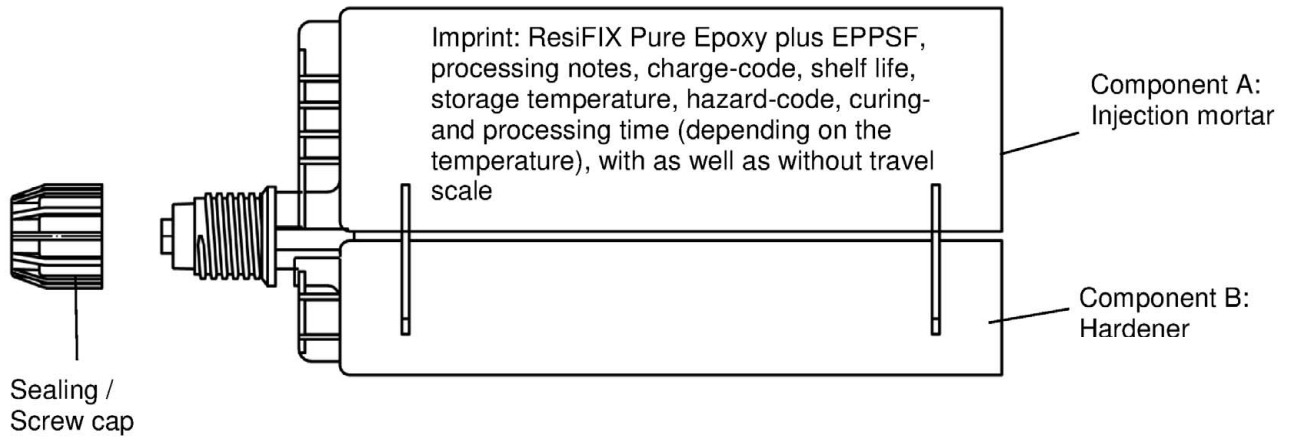 Imprint: ResiFIX Pure Epoxy plus EPPSF,
processing notes, charge-code, shelf life,
storage temperature, hazard-code, curing-
and processing time (depending on the
temperature), with as well as without travel
scale
Component A:
Injection mortar
Component B:
Hardener
Sealing /
Screw cap